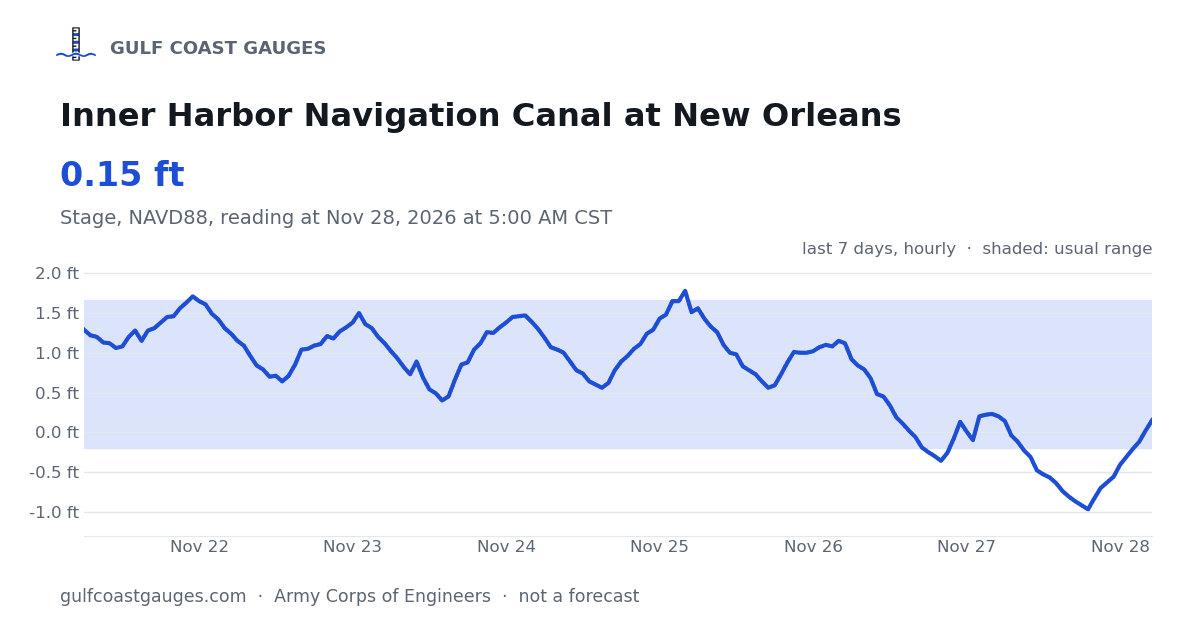 GULF COAST GAUGES
Inner Harbor Navigation Canal at New Orleans
0.15 ft
Stage, NAVD88, reading at Nov 28, 2026 at 5:00 AM CST
last 7 days, hourly · shaded: usual range
2.0 ft
1.5 ft
1.0 ft
0.5 ft
0.0 ft
-0.5 ft
-1.0 ft
Nov 22 Nov 23 Nov 24 Nov 25 Nov 26 Nov 27 Nov 28
gulfcoastgauges.com · Army Corps of Engineers · not a forecast